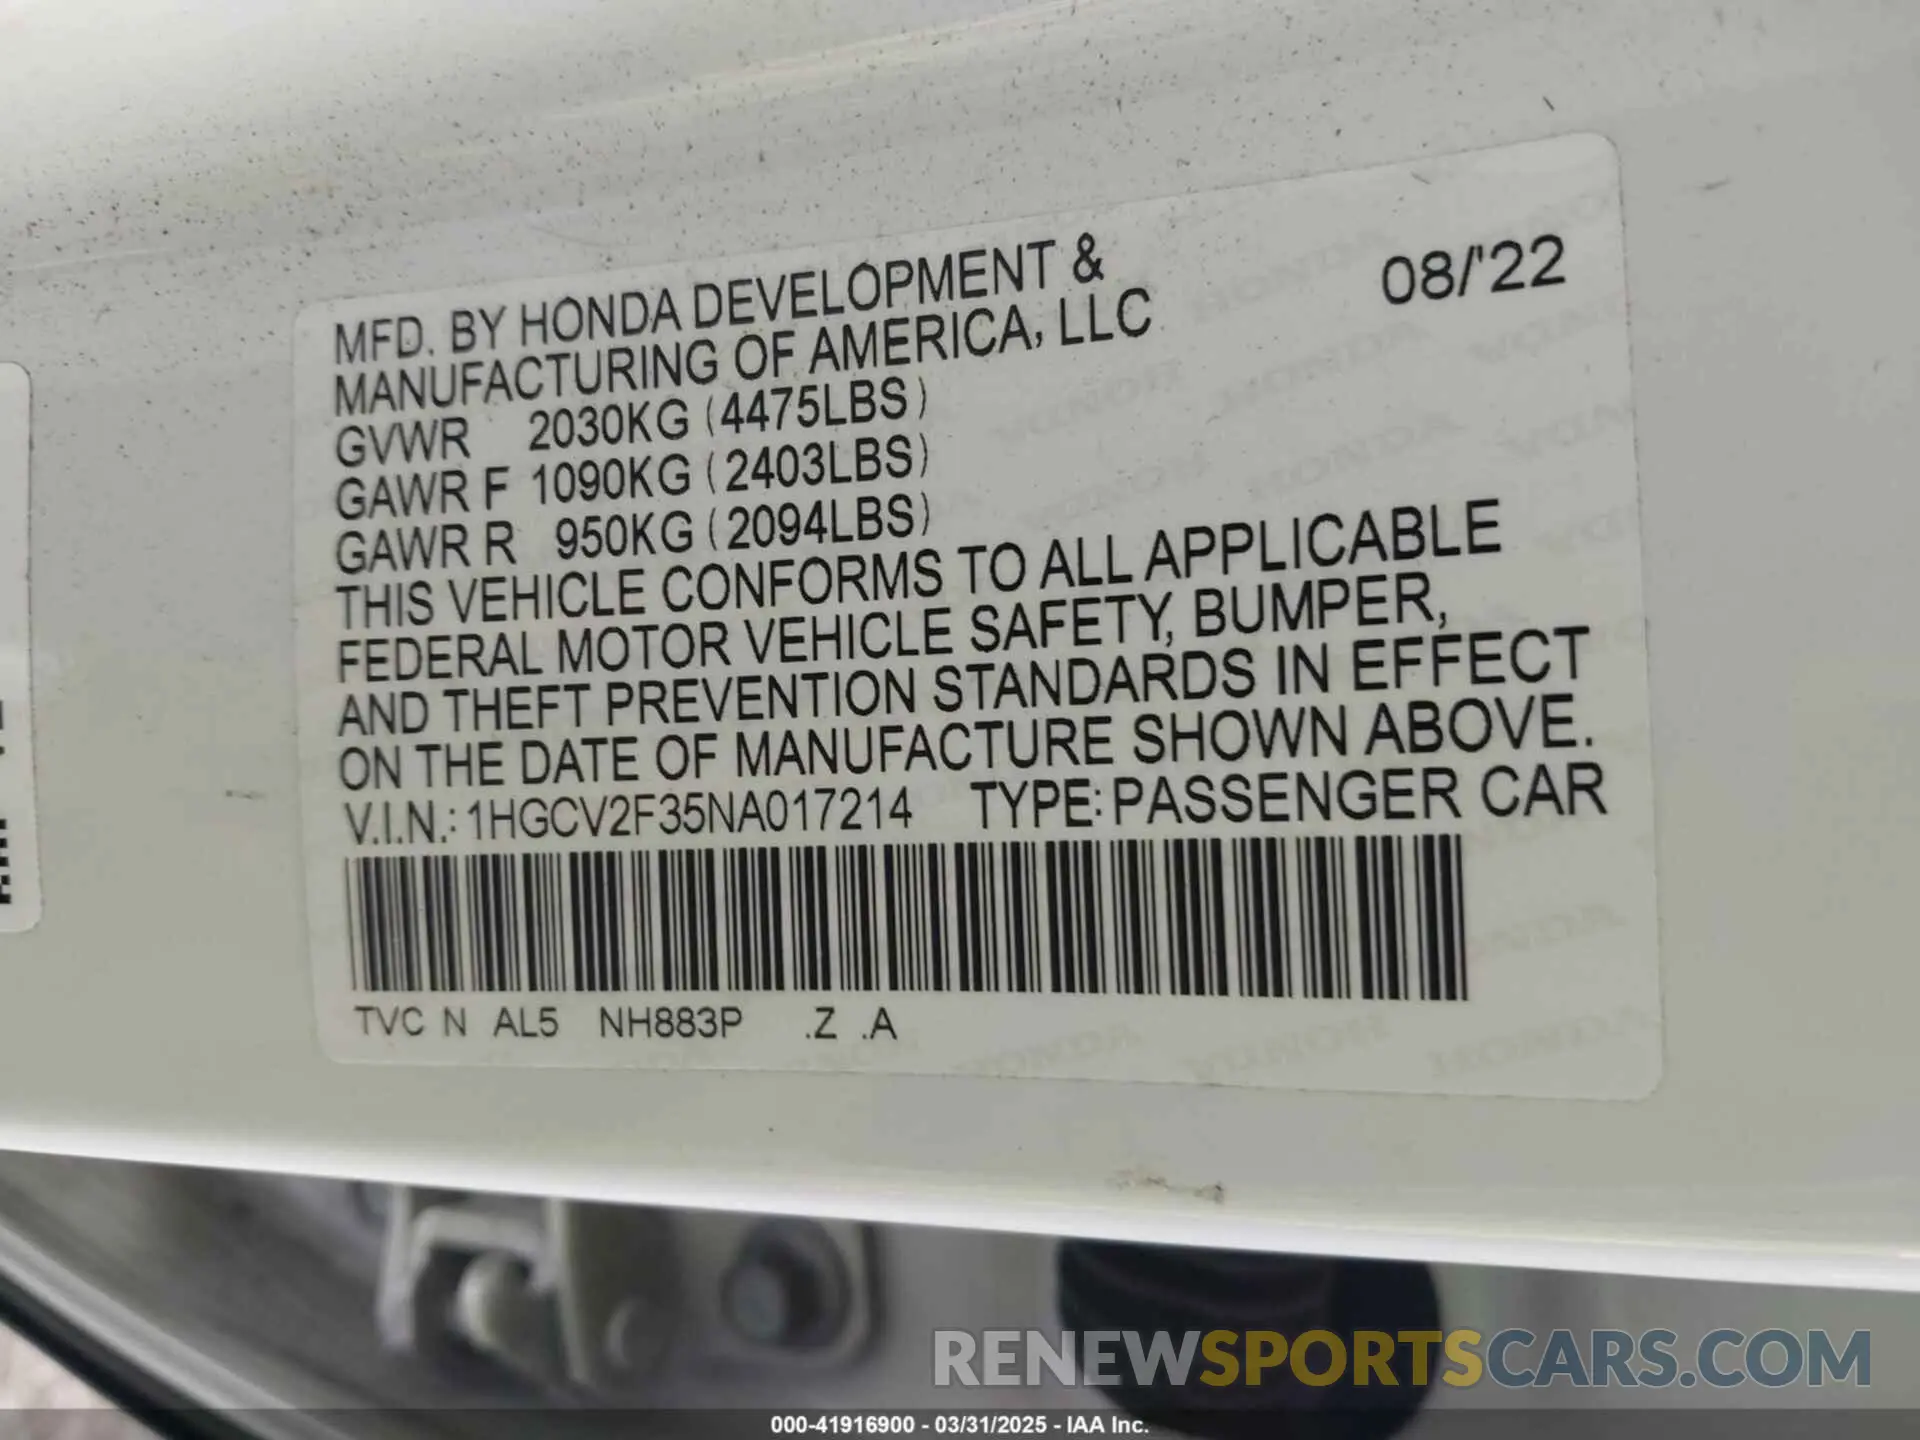 MFD. BY HONDA DEVELOPMENT &
MANUFACTURING OF AMERICA, LLC
08/'22
GVWR 2030KG (4475LBS)
GAWR F 1090KG (2403LBS)
GAWR R 950KG (2094LBS)
THIS VEHICLE CONFORMS TO ALL APPLICABLE
FEDERAL MOTOR VEHICLE SAFETY, BUMPER,
AND THEFT PREVENTION STANDARDS IN EFFECT
ON THE DATE OF MANUFACTURE SHOWN ABOVE.
V.I.N.: 1HGCV2F35NA017214 TYPE: PASSENGER CAR
TVC N AL5 NH883P .Z .A
RENEWSPORTSCARS.COM
000-41916900 - 03/31/2025 - IAA Inc.